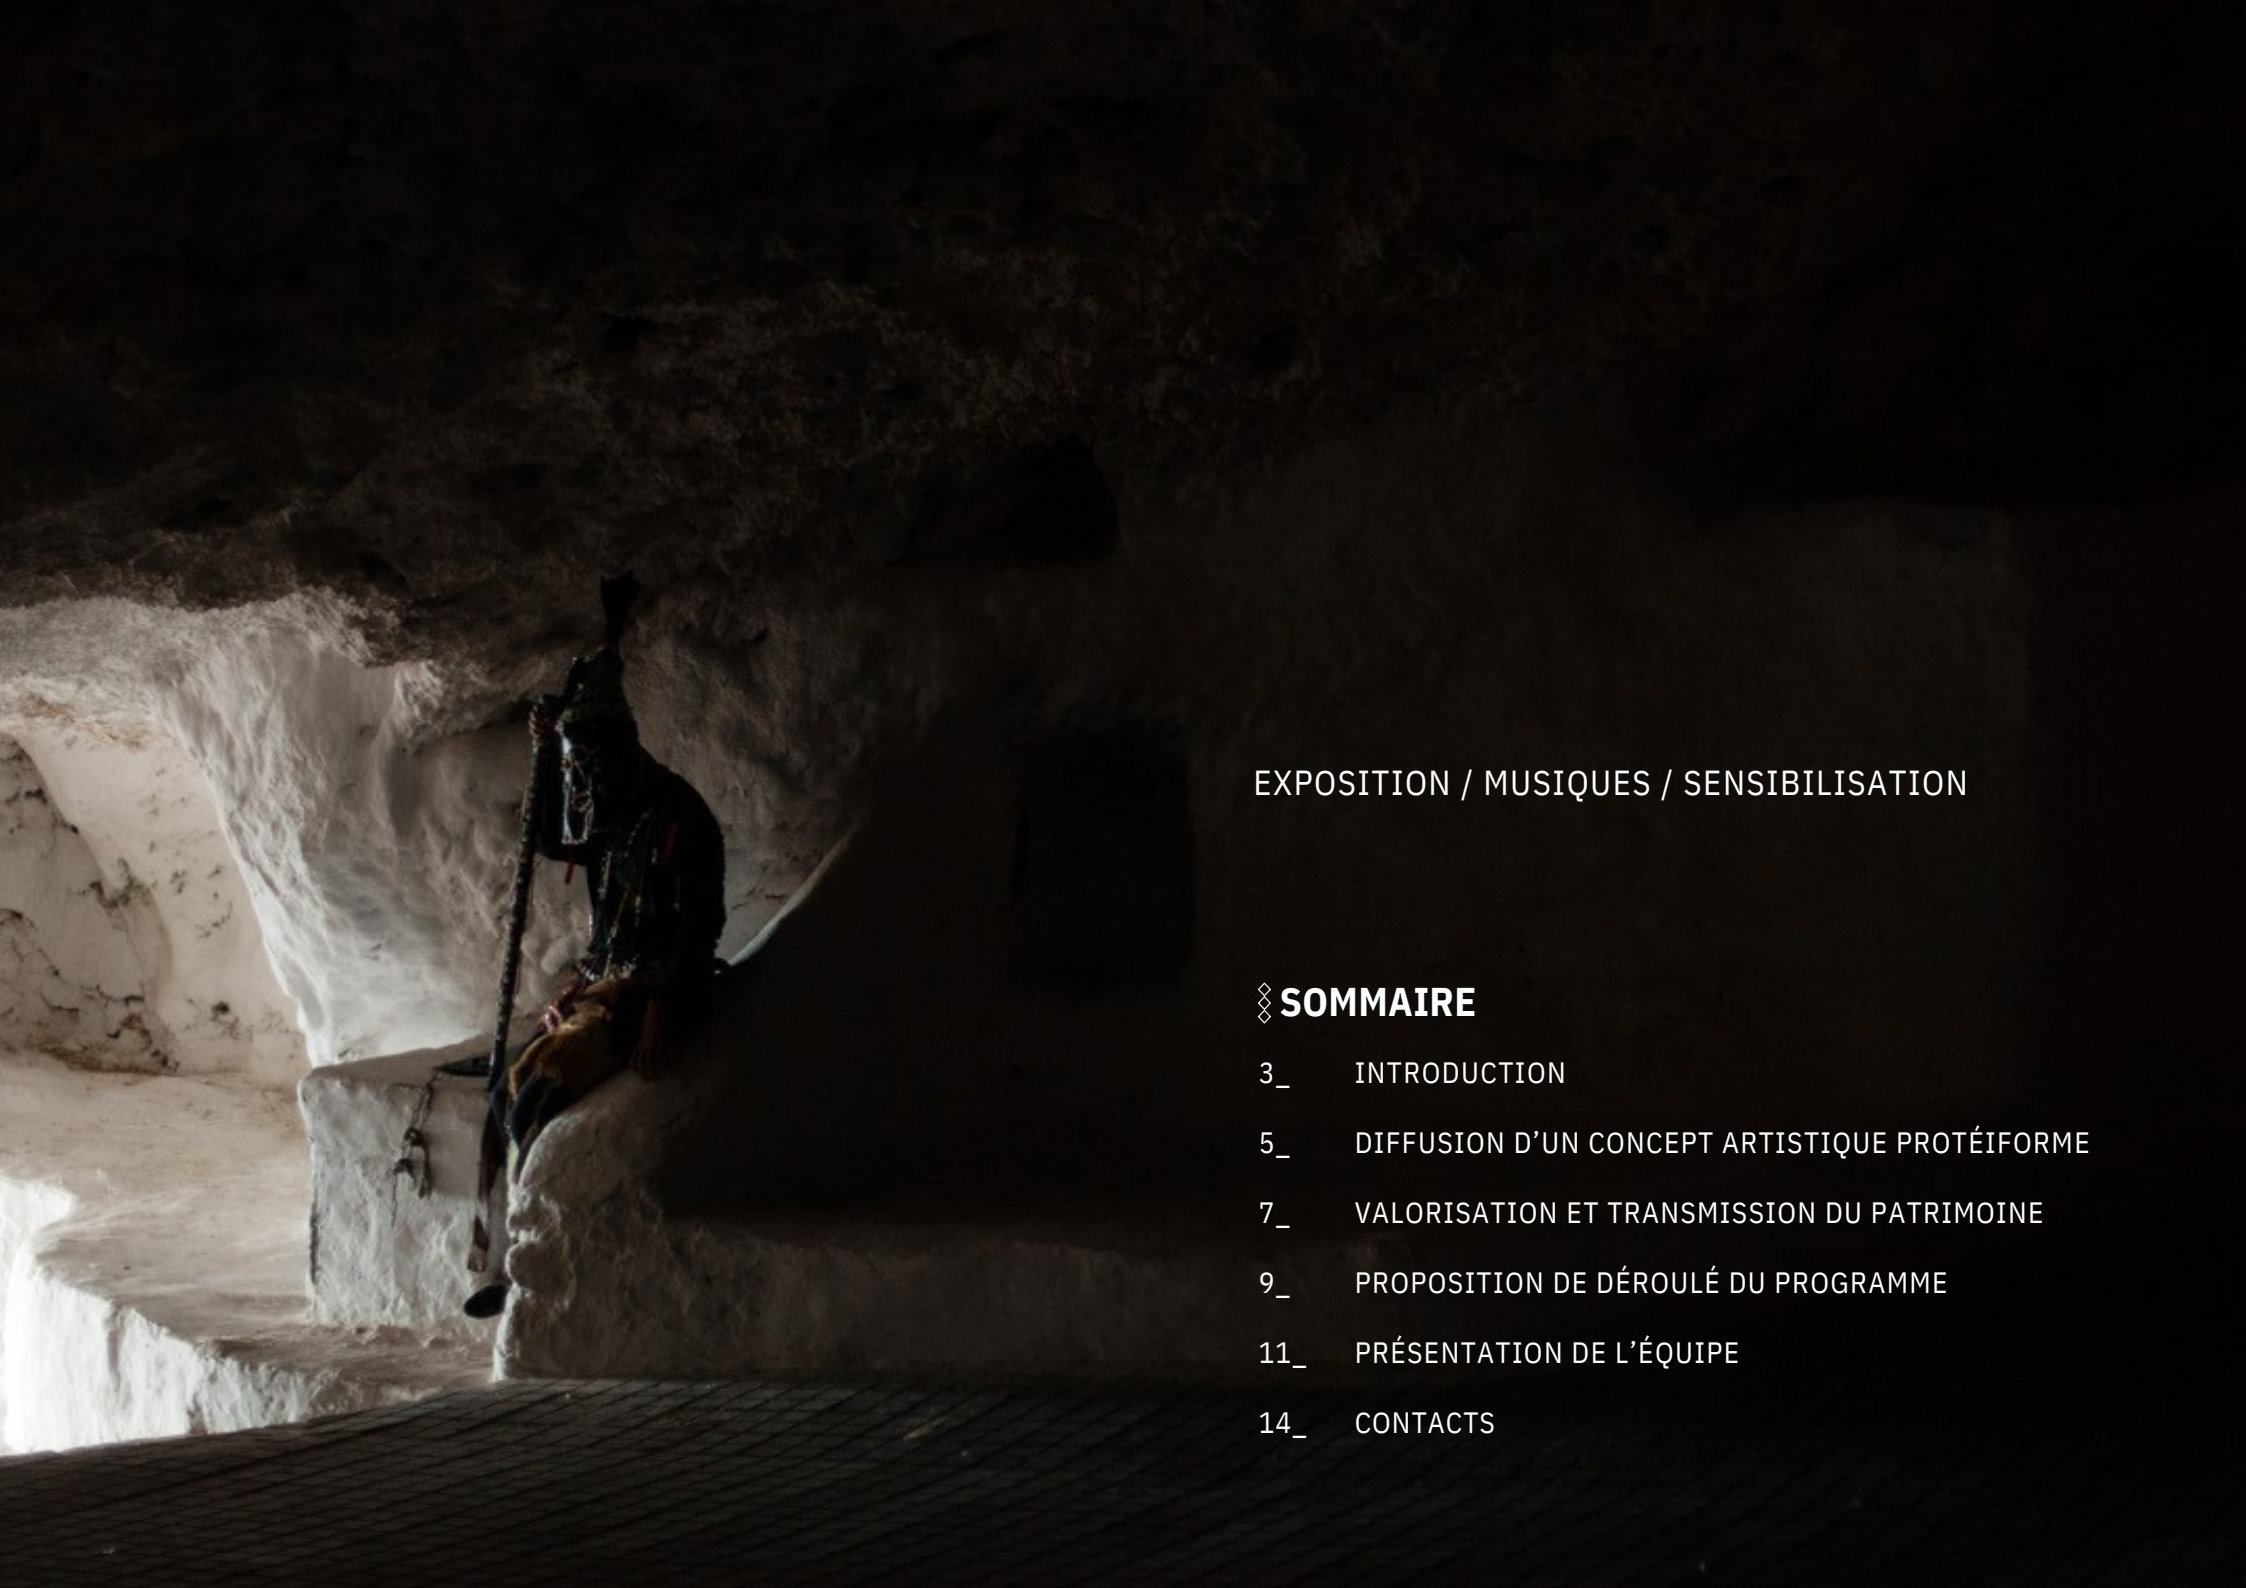 EXPOSITION / MUSIQUES / SENSIBILISATION
SOMMAIRE
3_ INTRODUCTION
5_ DIFFUSION D’UN CONCEPT ARTISTIQUE PROTÉIFORME
7_ VALORISATION ET TRANSMISSION DU PATRIMOINE
9_ PROPOSITION DE DÉROULÉ DU PROGRAMME
11_ PRÉSENTATION DE L’ÉQUIPE
14_ CONTACTS